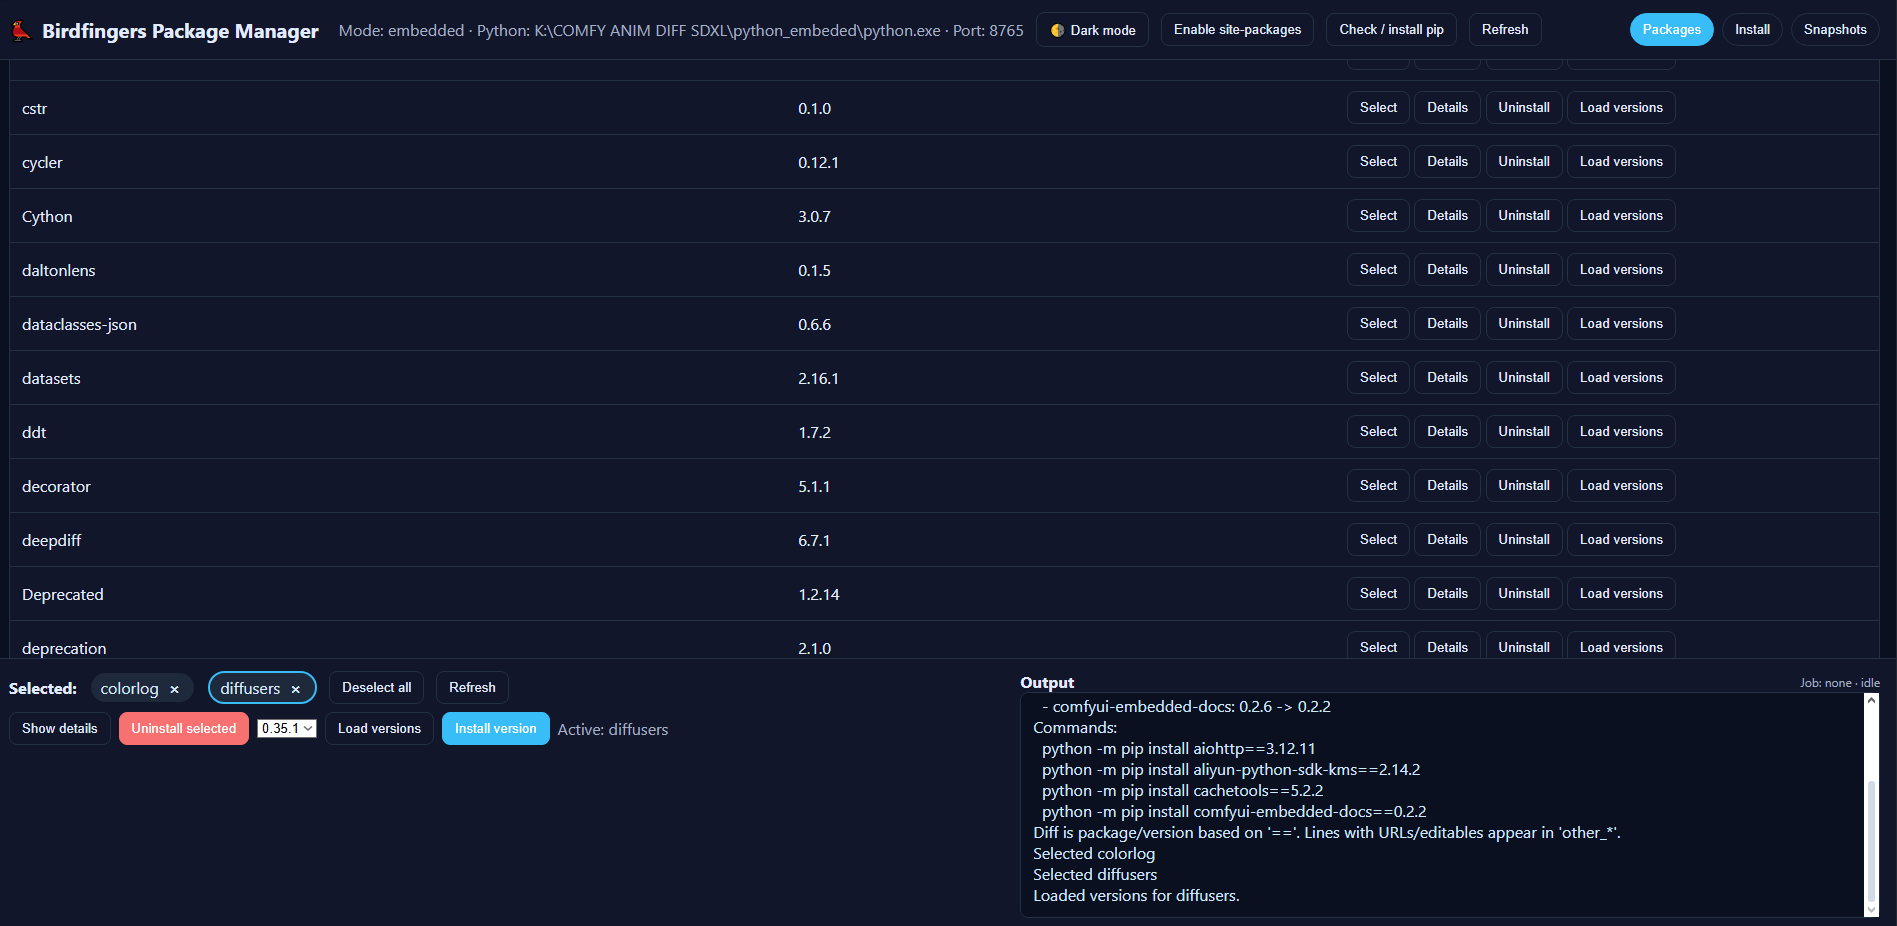 Birdfingers Package Manager Mode: embedded · Python: K:\COMFY ANIM DIFF SDXL\python_embeded\python.exe · Port: 8765 Dark mode Enable site-packages Check / install pip Refresh Packages Install Snapshots
cstr 0.1.0 Select Details Uninstall Load versions
cycler 0.12.1 Select Details Uninstall Load versions
Cython 3.0.7 Select Details Uninstall Load versions
daltonlens 0.1.5 Select Details Uninstall Load versions
dataclasses-json 0.6.6 Select Details Uninstall Load versions
datasets 2.16.1 Select Details Uninstall Load versions
ddt 1.7.2 Select Details Uninstall Load versions
decorator 5.1.1 Select Details Uninstall Load versions
deepdiff 6.7.1 Select Details Uninstall Load versions
Deprecated 1.2.14 Select Details Uninstall Load versions
deprecation 2.1.0 Select Details Uninstall Load versions
Selected: colorlog × diffusers × Deselect all Refresh
Show details Uninstall selected 0.35.1 Load versions Install version Active: diffusers
Output Job: none · idle
- comfyui-embedded-docs: 0.2.6 -> 0.2.2
Commands:
python -m pip install aiohttp==3.12.11
python -m pip install aliyun-python-sdk-kms==2.14.2
python -m pip install cachetools==5.2.2
python -m pip install comfyui-embedded-docs==0.2.2
Diff is package/version based on '=='. Lines with URLs/editables appear in 'other_*'.
Selected colorlog
Selected diffusers
Loaded versions for diffusers.